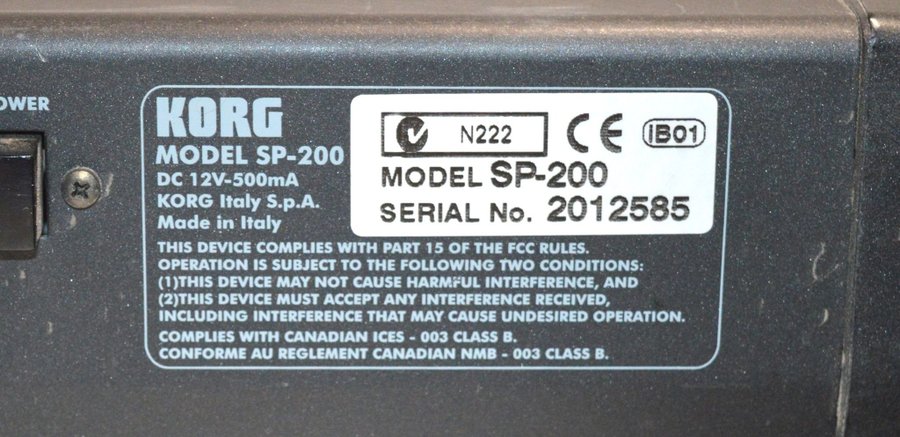 OWER
KORG
MODEL SP-200
DC 12V-500mA
KORG Italy S.p.A.
Made in Italy
N222
CE
IB01
MODEL SP-200
SERIAL No. 2012585
THIS DEVICE COMPLIES WITH PART 15 OF THE FCC RULES.
OPERATION IS SUBJECT TO THE FOLLOWING TWO CONDITIONS:
(1)THIS DEVICE MAY NOT CAUSE HARMFUL INTERFERENCE, AND
(2)THIS DEVICE MUST ACCEPT ANY INTERFERENCE RECEIVED,
INCLUDING INTERFERENCE THAT MAY CAUSE UNDESIRED OPERATION.
COMPLIES WITH CANADIAN ICES - 003 CLASS B.
CONFORME AU REGLEMENT CANADIAN NMB - 003 CLASS B.